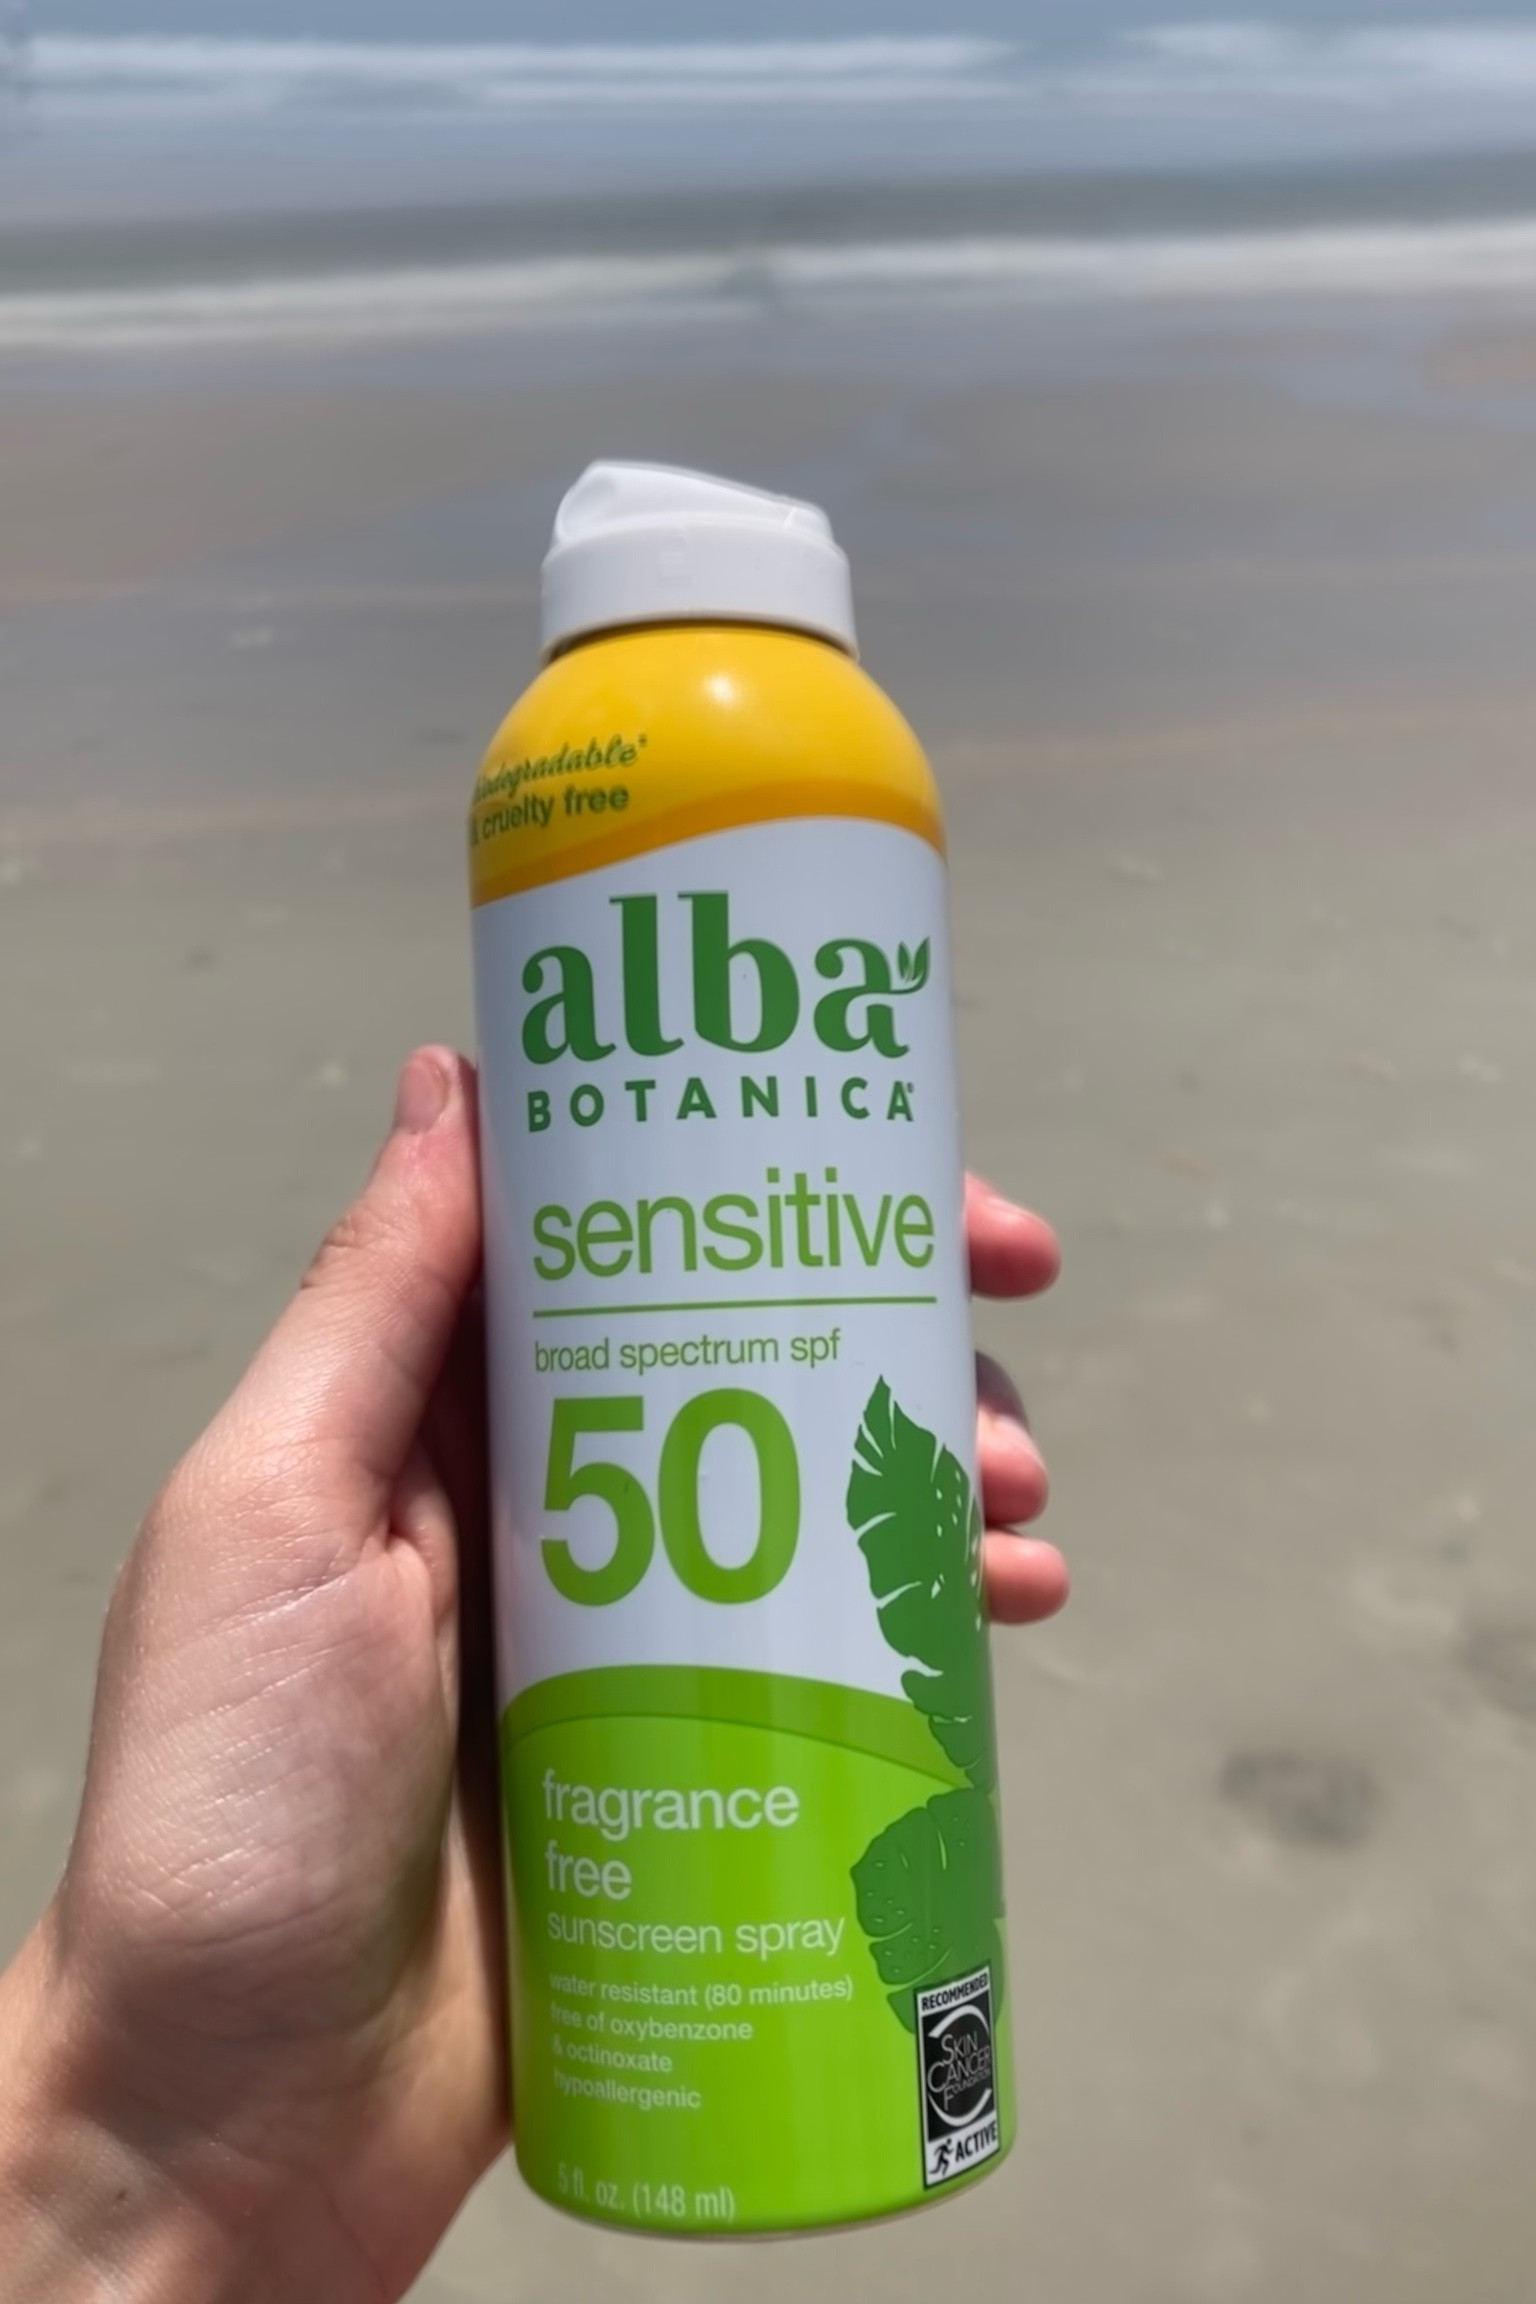 biodegradable†
& cruelty free
alba
BOTANICA®
sensitive
broad spectrum spf
50
fragrance
free
sunscreen spray
water resistant (80 minutes)
free of oxybenzone
& octinoxate
hypoallergenic
5 fl. oz. (148 ml)
RECOMMENDED
SKIN
CANCER
FOUNDATION
ACTIVE